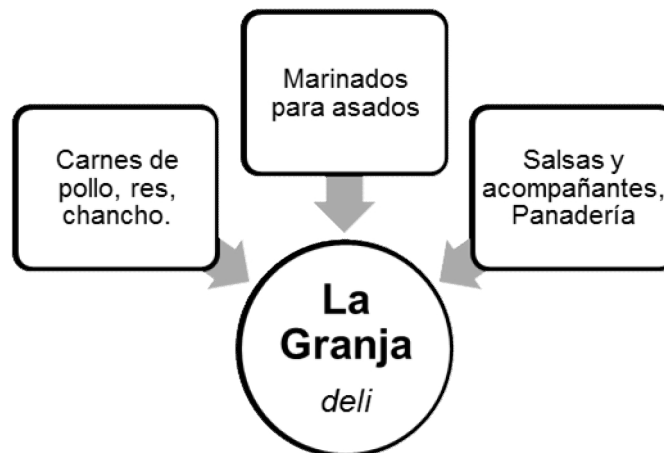 Marinados
para asados
Carnes de
pollo, res,
chancho.
Salsas y
acompañantes,
Panadería
La
Granja
deli